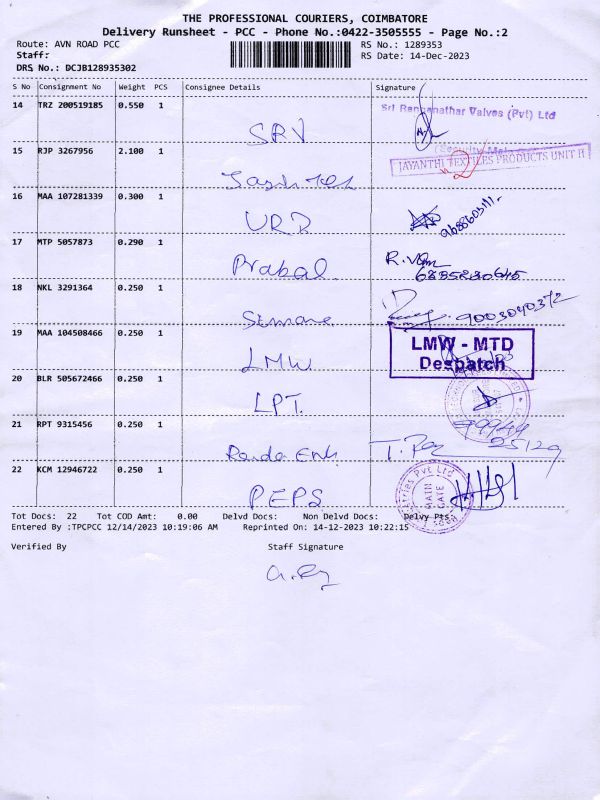 THE PROFESSIONAL COURIERS, COIMBATORE
Delivery Runsheet - PCC - Phone No.:0422-3505555 - Page No.:2
Route: AVN ROAD PCC RS No.: 1289353
Staff: RS Date: 14-Dec-2023
DRS No.: DCJB128935302
S No Consignment No Weight PCS Consignee Details Signature
14 TRZ 200519185 0.550 1 SRV Sri Ranganathar Valves (Pvt) Ltd
15 RJP 3267956 2.100 1 JAYANTHI TEXTILES PRODUCTS UNIT II
16 MAA 107281339 0.300 1 URD
17 MTP 5057873 0.290 1 Prabal
18 NKL 3291364 0.250 1 9003040372
19 MAA 104508466 0.250 1 LMW LMW - MTD
Despatch
20 BLR 505672466 0.250 1 LPT.
21 RPT 9315456 0.250 1
22 KCM 12946722 0.250 1 PEPS MAIN GATE
Tot Docs: 22 Tot COD Amt: 0.00 Delvd Docs: Non Delvd Docs: Delvy Pts:
Entered By :TPCPCC 12/14/2023 10:19:06 AM Reprinted On: 14-12-2023 10:22:15
Verified By Staff Signature